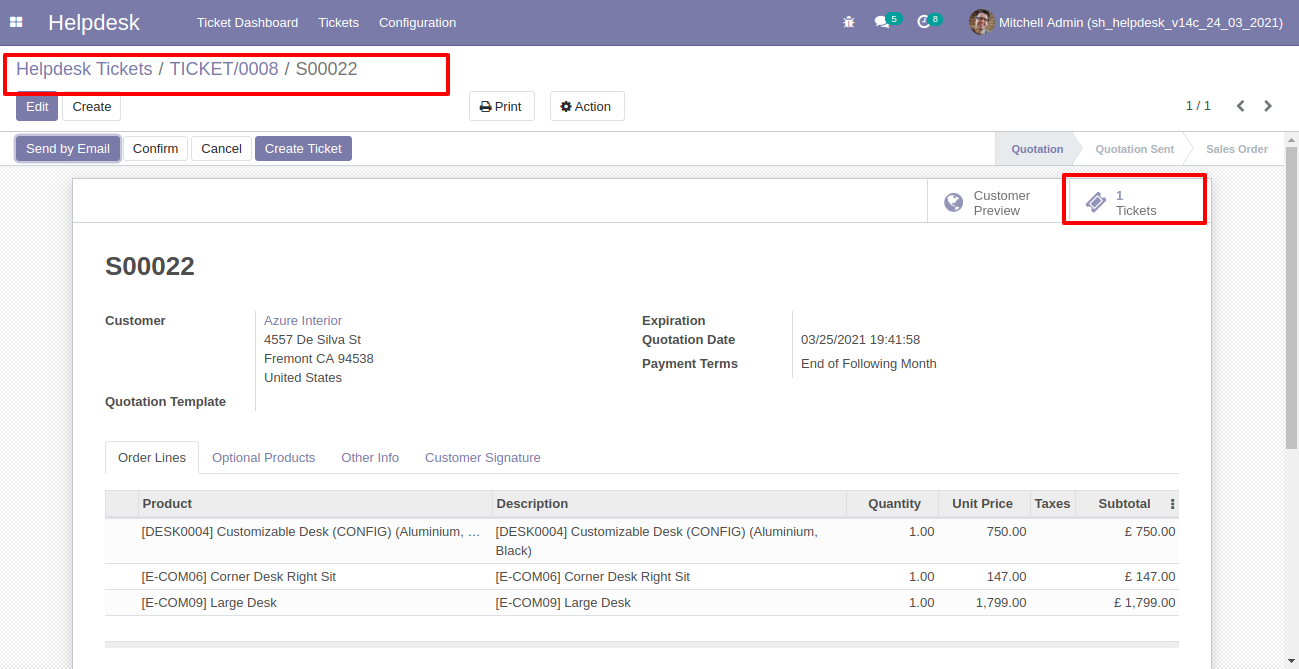 Helpdesk Ticket Dashboard Tickets Configuration 5 8 Mitchell Admin (sh_helpdesk_v14c_24_03_2021)
Helpdesk Tickets / TICKET/0008 / S00022
Edit Create Print Action 1 / 1
Send by Email Confirm Cancel Create Ticket Quotation Quotation Sent Sales Order
Customer Preview
1 Tickets
S00022
Customer Azure Interior
4557 De Silva St
Fremont CA 94538
United States
Quotation Template
Expiration
Quotation Date 03/25/2021 19:41:58
Payment Terms End of Following Month
Order Lines Optional Products Other Info Customer Signature
Product Description Quantity Unit Price Taxes Subtotal
[DESK0004] Customizable Desk (CONFIG) (Aluminium, … [DESK0004] Customizable Desk (CONFIG) (Aluminium, Black) 1.00 750.00 £ 750.00
[E-COM06] Corner Desk Right Sit [E-COM06] Corner Desk Right Sit 1.00 147.00 £ 147.00
[E-COM09] Large Desk [E-COM09] Large Desk 1.00 1,799.00 £ 1,799.00